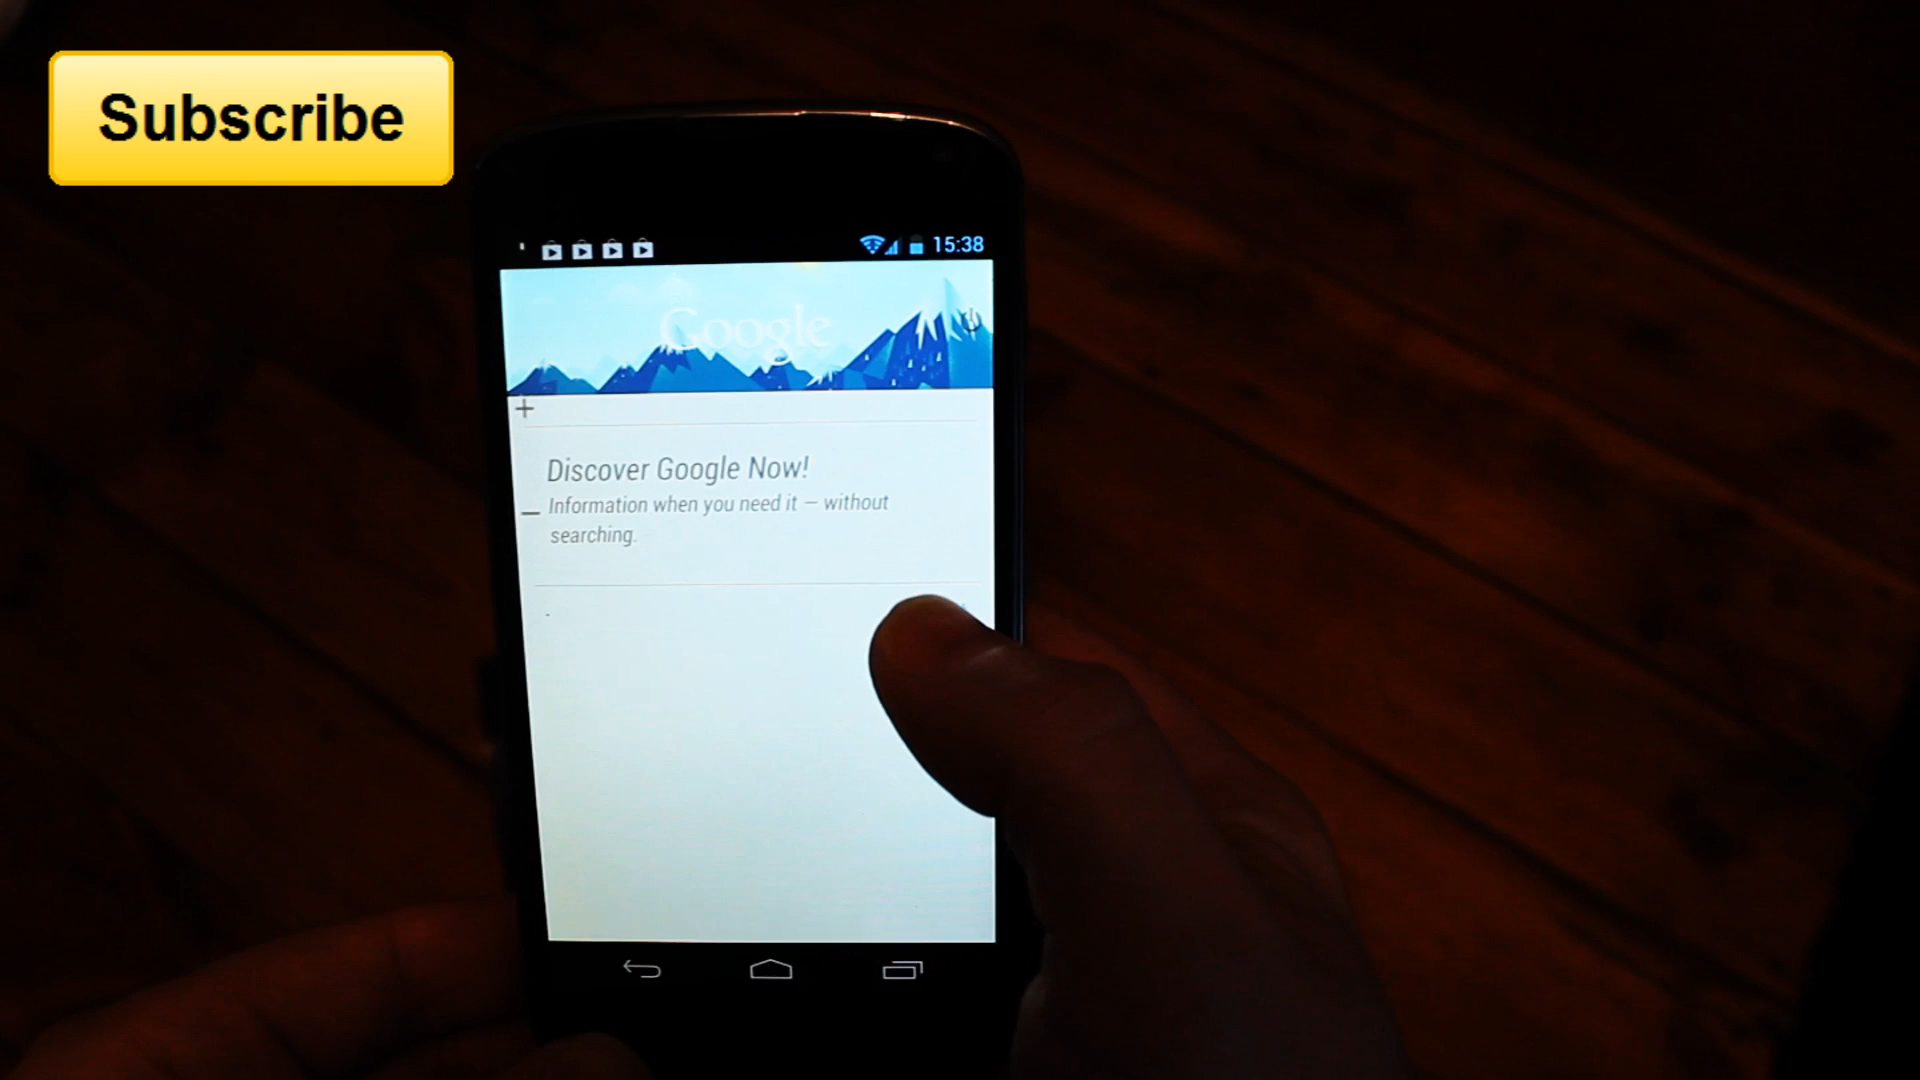 Subscribe
15:38
Google
Discover Google Now!
Information when you need it – without
searching.